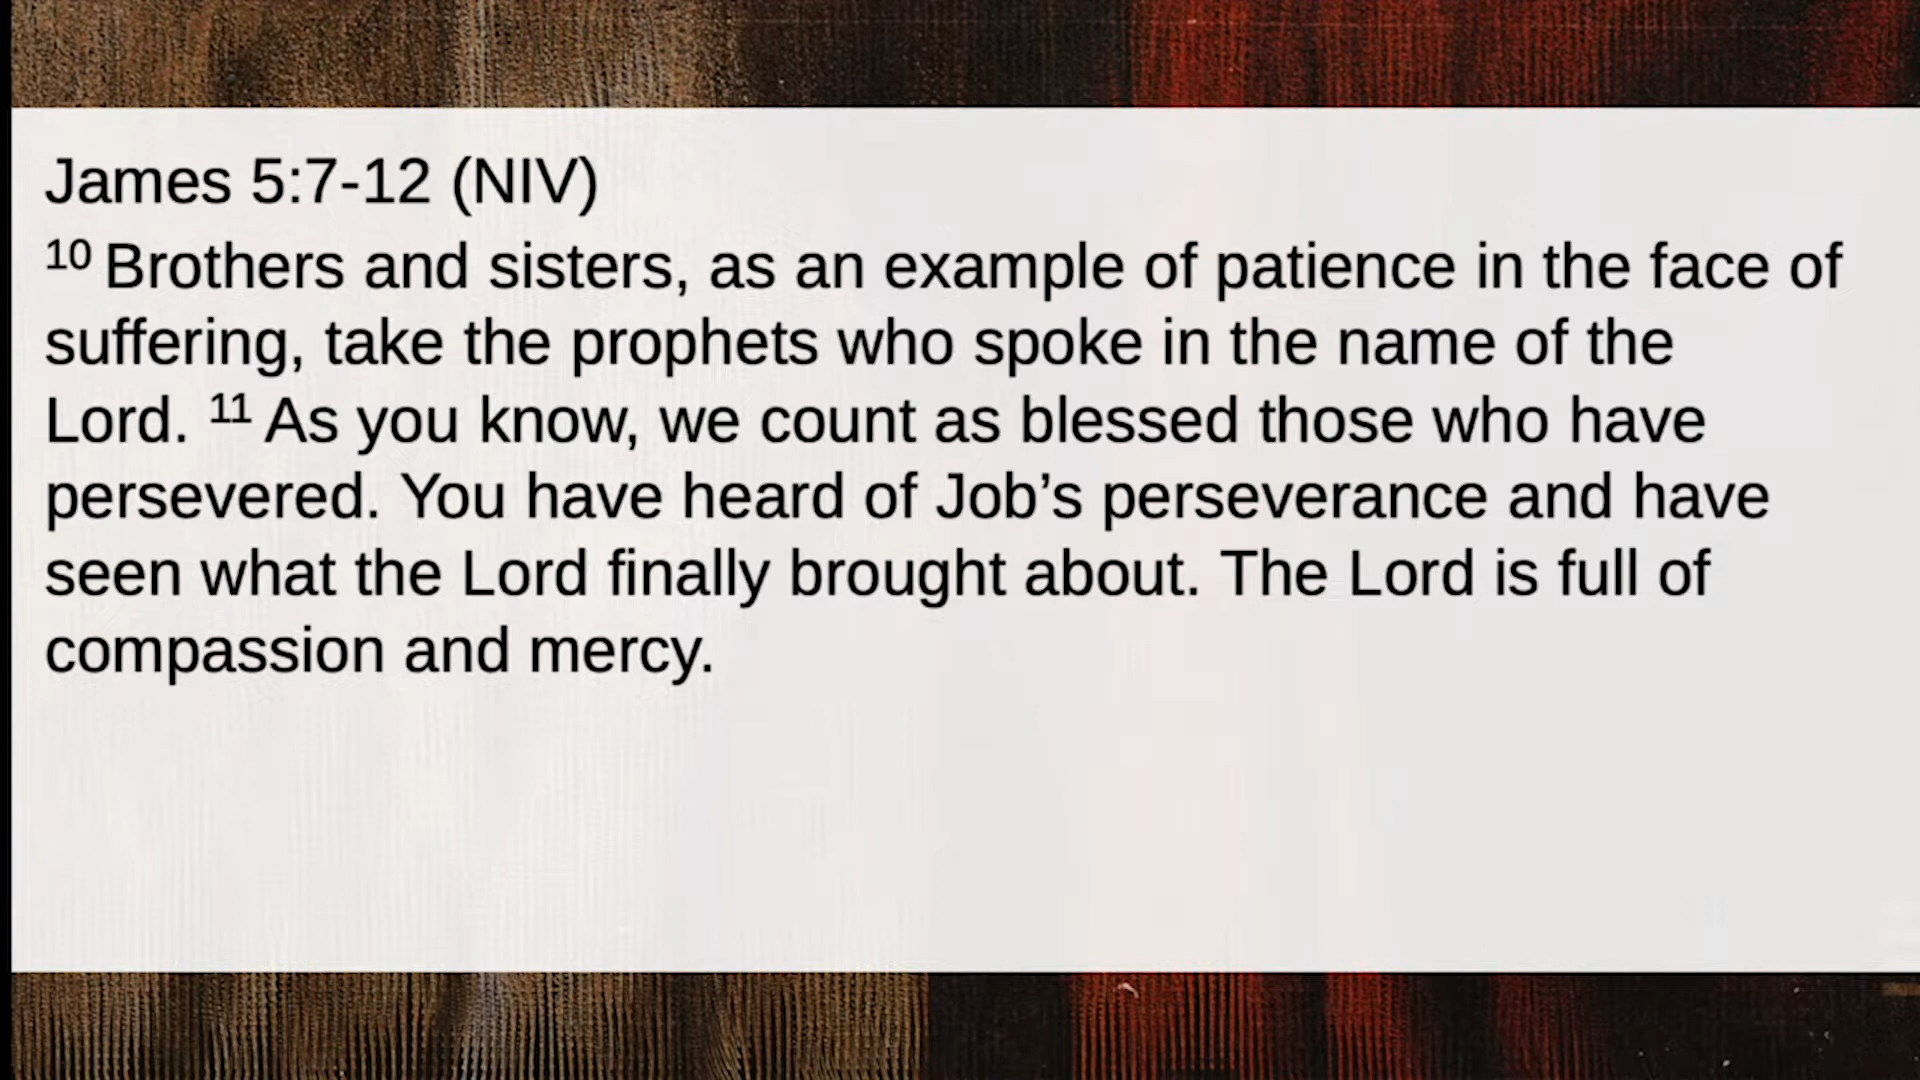 James 5:7-12 (NIV)
10 Brothers and sisters, as an example of patience in the face of
suffering, take the prophets who spoke in the name of the
Lord. 11 As you know, we count as blessed those who have
persevered. You have heard of Job’s perseverance and have
seen what the Lord finally brought about. The Lord is full of
compassion and mercy.